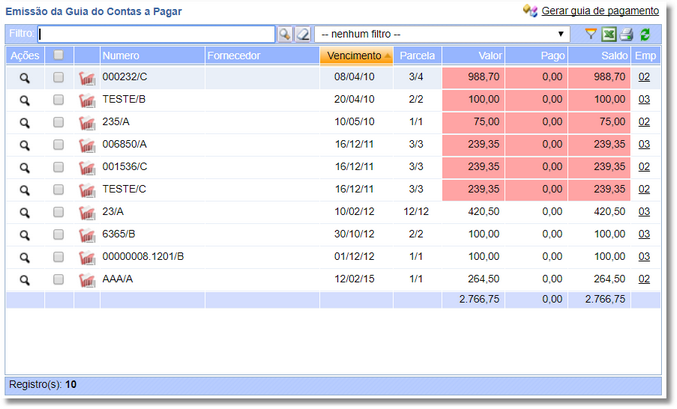 Emissão da Guia do Contas a Pagar Gerar guia de pagamento
Filtro: -- nenhum filtro --
Ações Numero Fornecedor Vencimento Parcela Valor Pago Saldo Emp
000232/C 08/04/10 3/4 988,70 0,00 988,70 02
TESTE/B 20/04/10 2/2 100,00 0,00 100,00 03
235/A 10/05/10 1/1 75,00 0,00 75,00 02
006850/A 16/12/11 3/3 239,35 0,00 239,35 03
001536/C 16/12/11 3/3 239,35 0,00 239,35 02
TESTE/C 16/12/11 3/3 239,35 0,00 239,35 02
23/A 10/02/12 12/12 420,50 0,00 420,50 03
6365/B 30/10/12 2/2 100,00 0,00 100,00 03
00000008.1201/B 01/12/12 1/1 100,00 0,00 100,00 03
AAA/A 12/02/15 1/1 264,50 0,00 264,50 02
2.766,75 0,00 2.766,75
Registro(s): 10